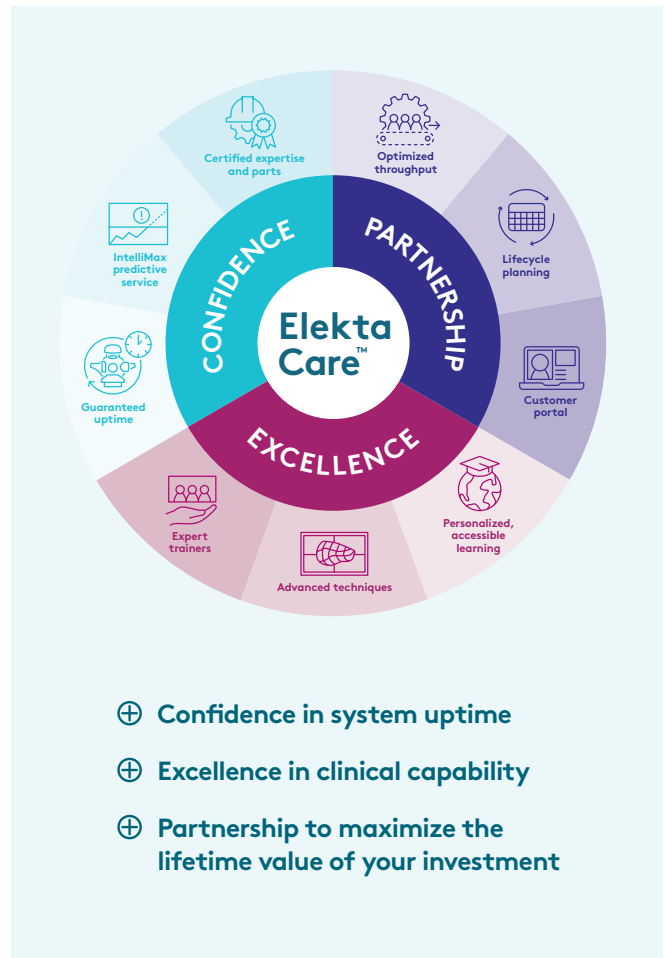 Certified expertise
and parts
Optimized
throughput
IntelliMax
predictive
service
Lifecycle
planning
CONFIDENCE
PARTNERSHIP
Elekta
Care™
Guaranteed
uptime
Customer
portal
EXCELLENCE
Expert
trainers
Advanced techniques
Personalized,
accessible
learning
Confidence in system uptime
Excellence in clinical capability
Partnership to maximize the
lifetime value of your investment